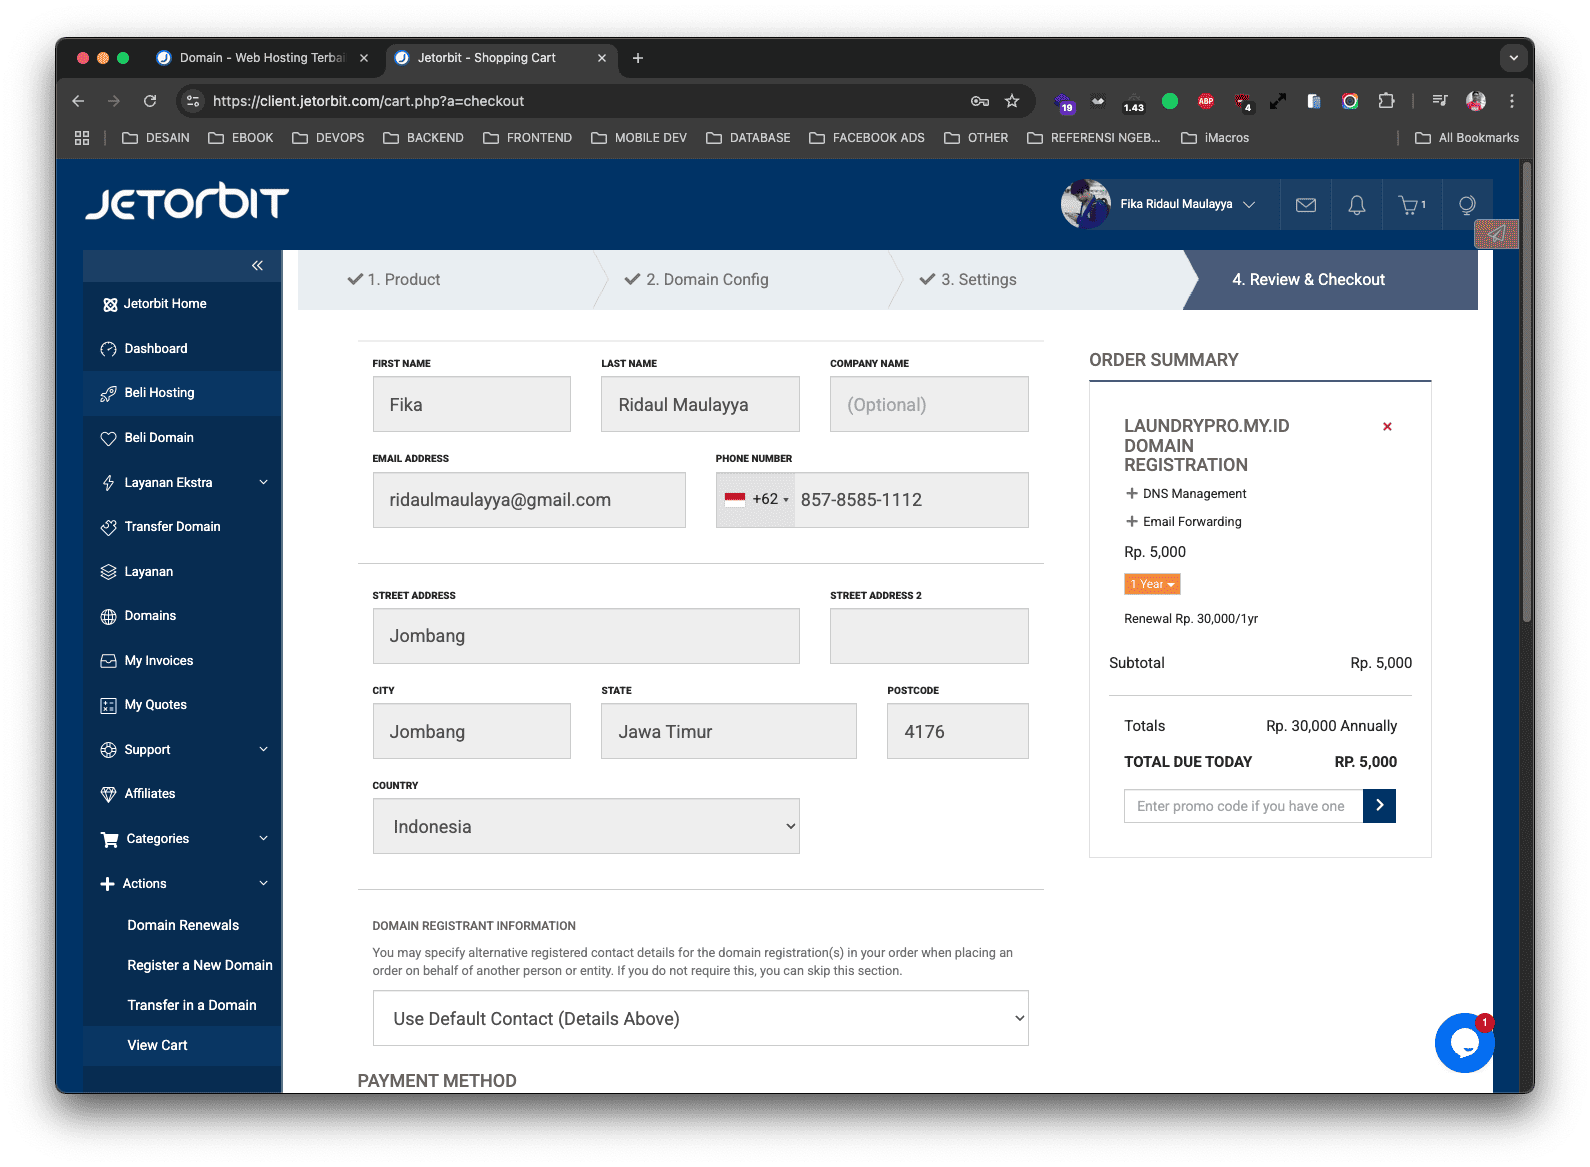 Domain - Web Hosting Terbai
Jetorbit - Shopping Cart
https://client.jetorbit.com/cart.php?a=checkout
19
1.43
ABP
4
DESAIN
EBOOK
DEVOPS
BACKEND
FRONTEND
MOBILE DEV
DATABASE
FACEBOOK ADS
OTHER
REFERENSI NGEB...
iMacros
All Bookmarks
JETORBIT
Fika Ridaul Maulayya
1
Jetorbit Home
Dashboard
Beli Hosting
Beli Domain
Layanan Ekstra
Transfer Domain
Layanan
Domains
My Invoices
My Quotes
Support
Affiliates
Categories
Actions
Domain Renewals
Register a New Domain
Transfer in a Domain
View Cart
1. Product
2. Domain Config
3. Settings
4. Review & Checkout
FIRST NAME
LAST NAME
COMPANY NAME
Fika
Ridaul Maulayya
(Optional)
EMAIL ADDRESS
PHONE NUMBER
ridaulmaulayya@gmail.com
+62
857-8585-1112
STREET ADDRESS
STREET ADDRESS 2
Jombang
CITY
STATE
POSTCODE
Jombang
Jawa Timur
4176
COUNTRY
Indonesia
DOMAIN REGISTRANT INFORMATION
You may specify alternative registered contact details for the domain registration(s) in your order when placing an
order on behalf of another person or entity. If you do not require this, you can skip this section.
Use Default Contact (Details Above)
PAYMENT METHOD
ORDER SUMMARY
LAUNDRYPRO.MY.ID
DOMAIN
REGISTRATION
+ DNS Management
+ Email Forwarding
Rp. 5,000
1 Year
Renewal Rp. 30,000/1yr
Subtotal
Rp. 5,000
Totals
Rp. 30,000 Annually
TOTAL DUE TODAY
RP. 5,000
Enter promo code if you have one
1